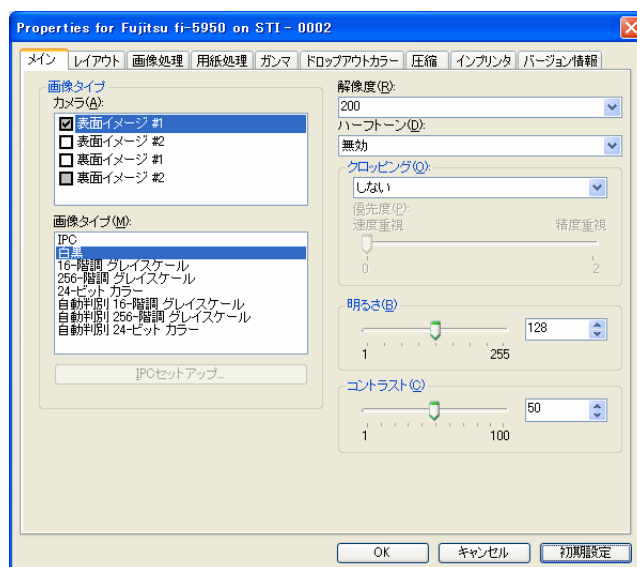 Properties for Fujitsu fi-5950 on STI - 0002
メイン レイアウト 画像処理 用紙処理 ガンマ ドロップアウトカラー 圧縮 インプリンタ バージョン情報
画像タイプ
カメラ(A):
表面イメージ #1
表面イメージ #2
裏面イメージ #1
裏面イメージ #2
画像タイプ(M):
IPC
白黒
16-階調 グレイスケール
256-階調 グレイスケール
24-ビット カラー
自動判別 16-階調 グレイスケール
自動判別 256-階調 グレイスケール
自動判別 24-ビット カラー
IPCセットアップ...
解像度(R):
200
ハーフトーン(D):
無効
クロッピング(O):
しない
優先度(P):
速度重視 精度重視
0 2
明るさ(B)
128
1 255
コントラスト(C)
50
1 100
OK キャンセル 初期設定